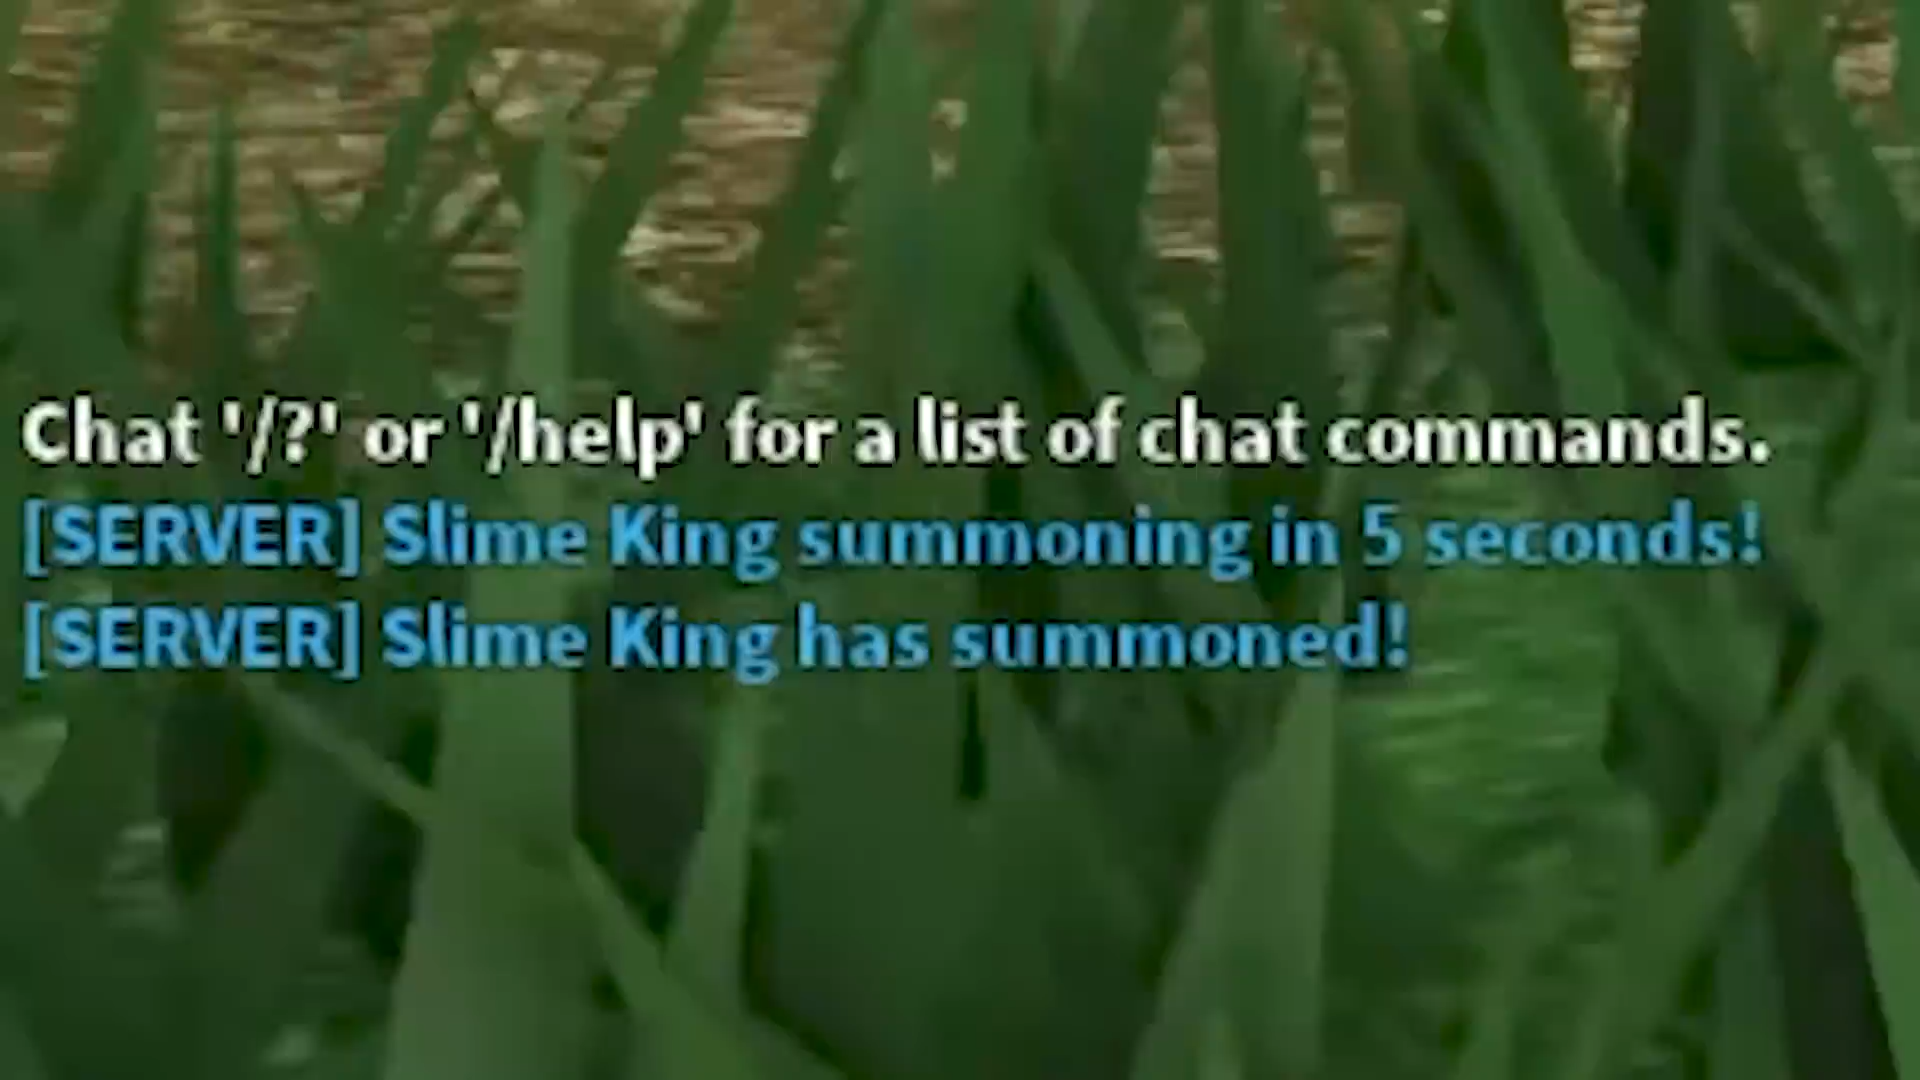 Chat '/?' or '/help' for a list of chat commands.
[SERVER] Slime King summoning in 5 seconds!
[SERVER] Slime King has summoned!